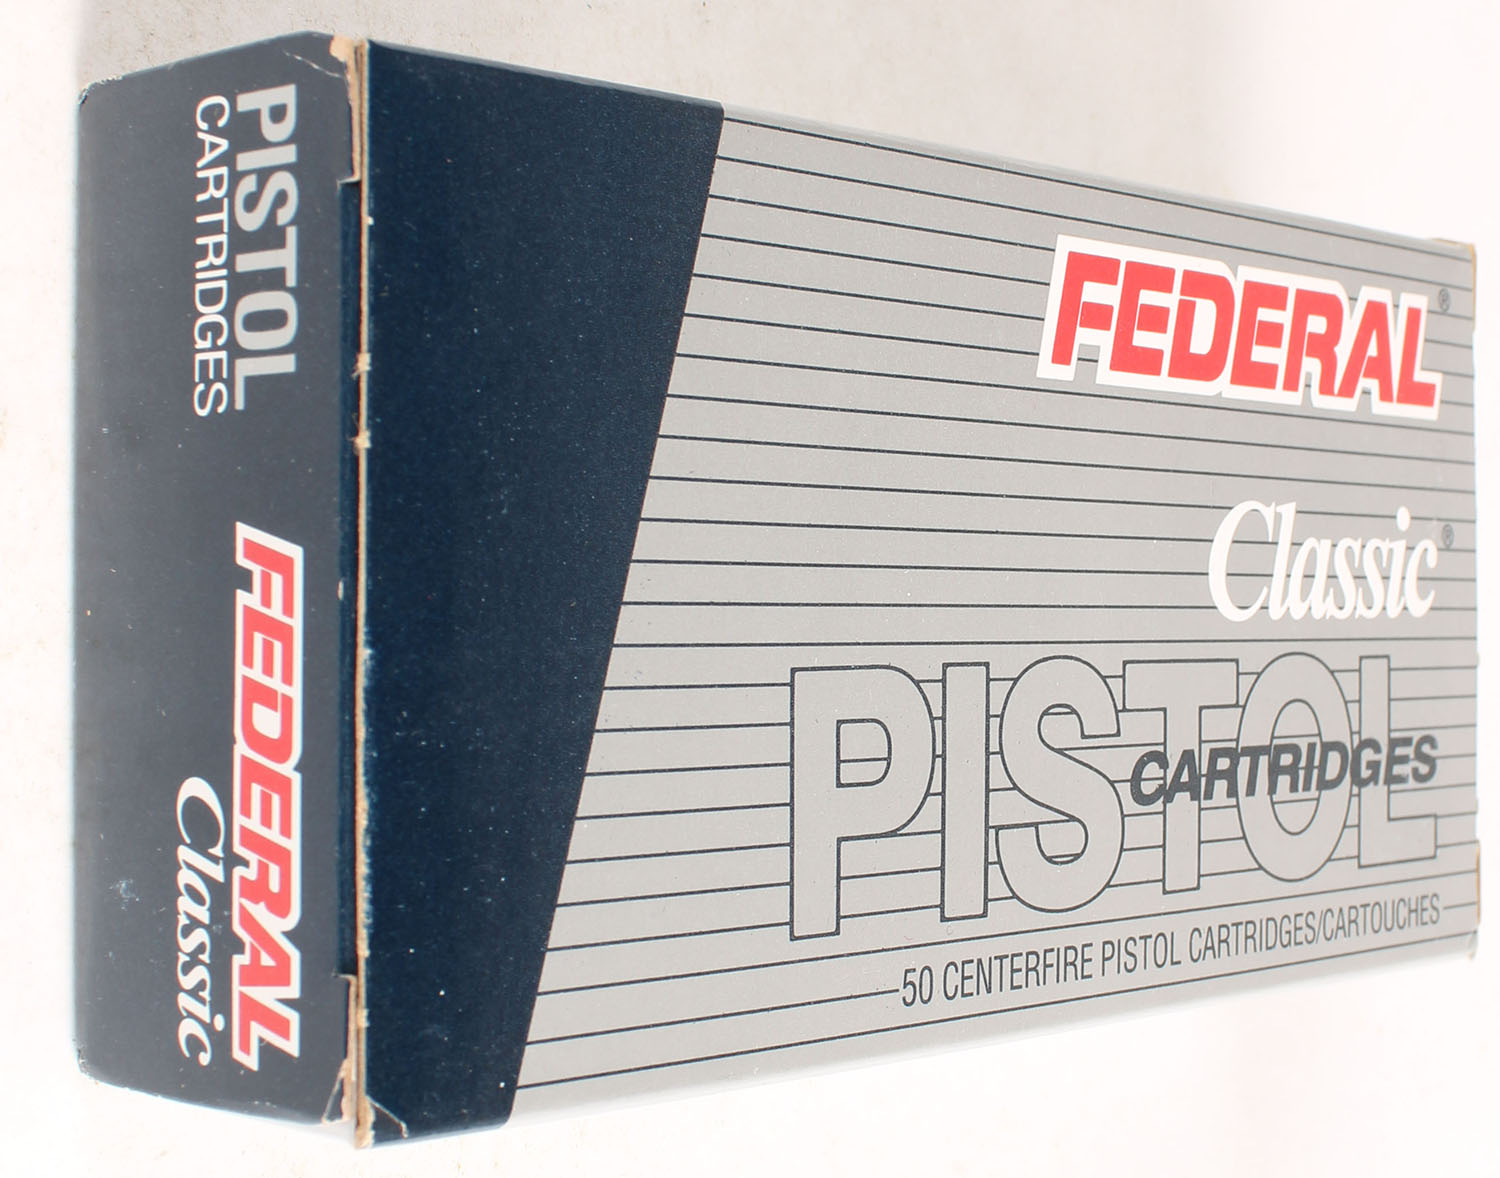 FEDERAL®
Classic®
PISTOL
CARTRIDGES
50 CENTERFIRE PISTOL CARTRIDGES/CARTOUCHES
PISTOL
CARTRIDGES
FEDERAL
Classic